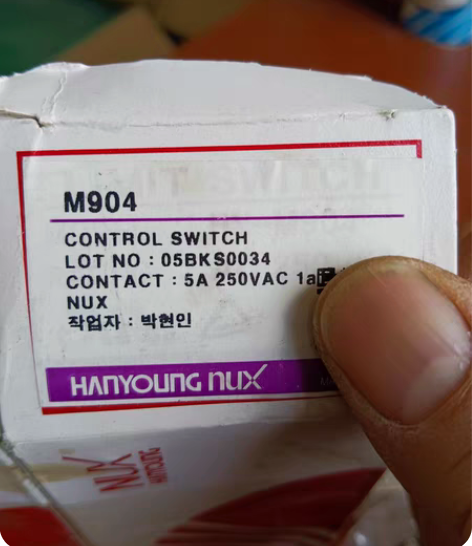 M904
CONTROL SWITCH
LOT NO : 05BKS0034
CONTACT : 5A 250VAC 1a
NUX
작업자 : 박현인
HANYOUNG NUX
NUX
HANYOUNG